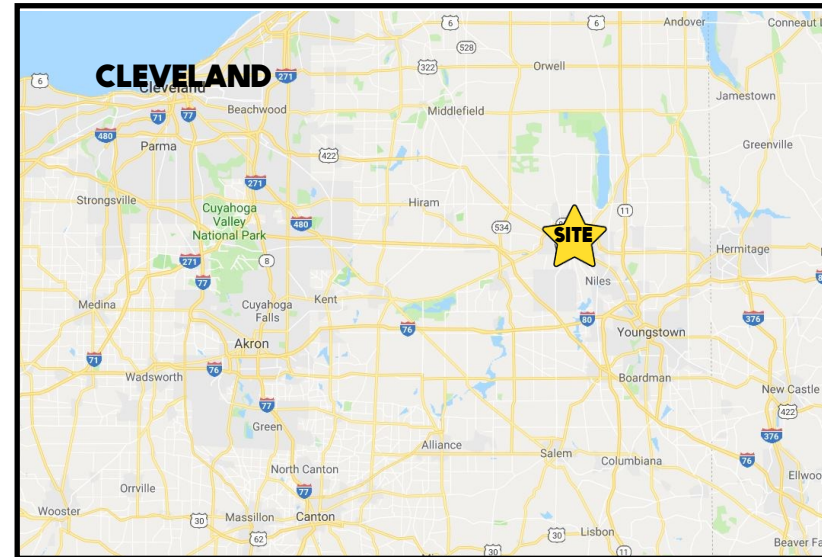 6
6
Andover
Conneaut L
528
CLEVELAND
Cleveland
271
322
Orwell
6
Jamestown
71
77
Beachwood
Middlefield
480
Parma
Greenville
422
271
Strongsville
Cuyahoga
Valley
National Park
Hiram
11
480
534
SITE
271
8
Hermitage
77
Niles
Medina
Cuyahoga
Falls
Kent
80
376
76
Youngstown
Akron
71
76
Wadsworth
Boardman
New Castle
77
422
Green
376
Alliance
Salem
Columbiana
76
North Canton
Ellwoo
77
Orrville
Wooster
30
Massillon
Canton
62
30
Lisbon
Beaver Fa
30
11